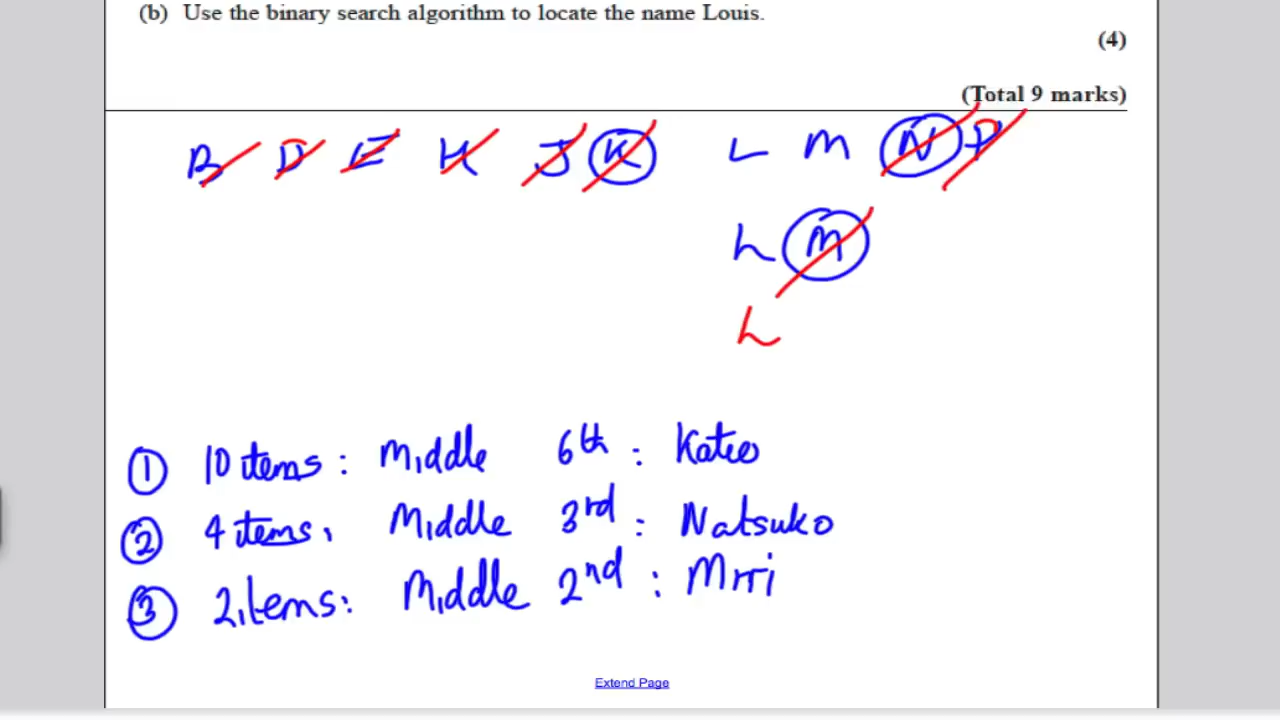 (b) Use the binary search algorithm to locate the name Louis.
(4)
(Total 9 marks)
B D E H J K L M N P
L M
L
① 10 items : Middle 6th : Katie
② 4 items, Middle 3rd : Natsuko
③ 2 items: Middle 2nd : Mrri
Extend Page